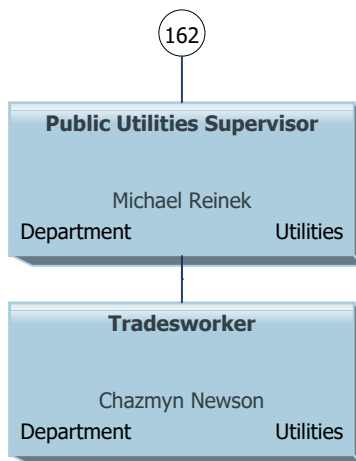 162
Public Utilities Supervisor
Michael Reinek
Department Utilities
Tradesworker
Chazmyn Newson
Department Utilities